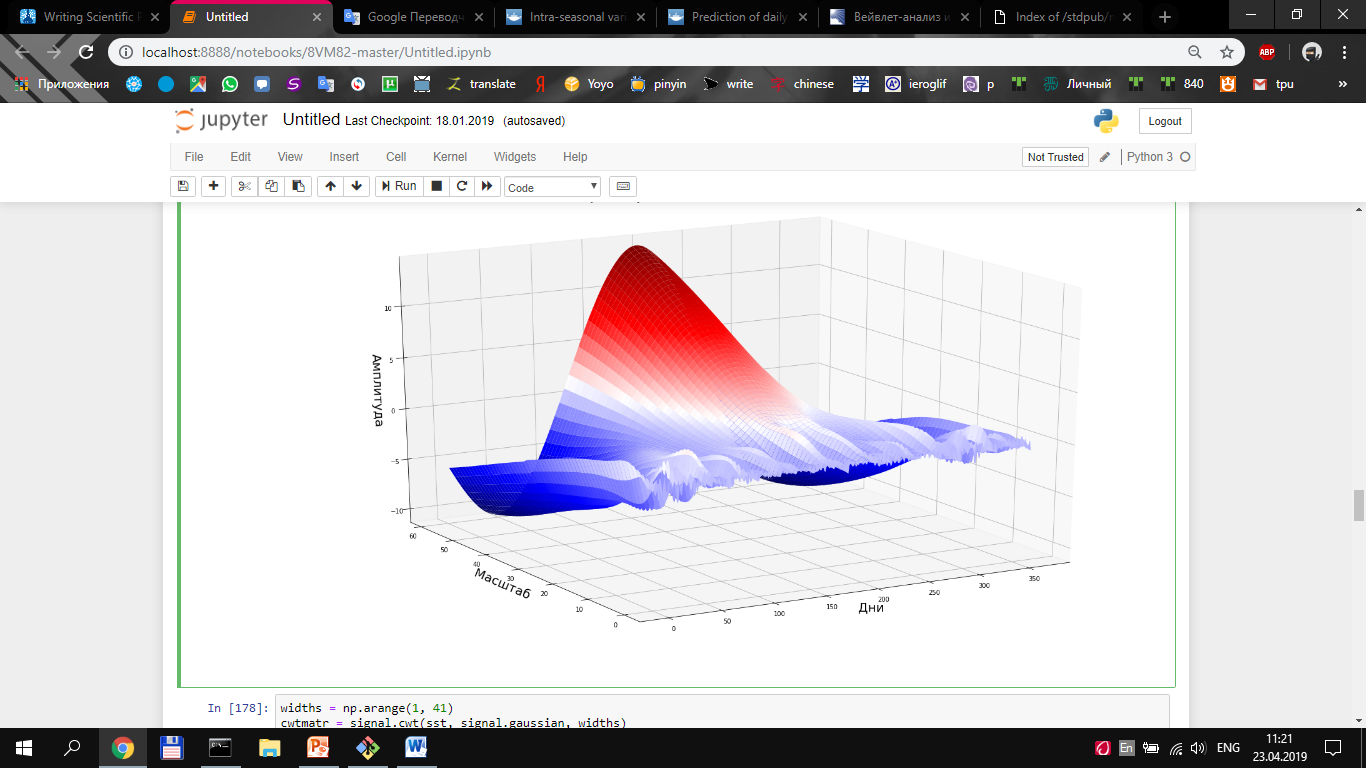 Writing Scientific P
Untitled
Google Переводч
Intra-seasonal vari
Prediction of daily
Вейвлет-анализ и
Index of /stdpub/n
localhost:8888/notebooks/8VM82-master/Untitled.ipynb
ABP
Приложения
translate
Yoyo
pinyin
write
chinese
ieroglif
р
Личный
840
tpu
»
jupyter Untitled Last Checkpoint: 18.01.2019 (autosaved)
Logout
File Edit View Insert Cell Kernel Widgets Help
Not Trusted
Python 3
Run
Code
10
5
0
−5
−10
Амплитуда
60
50
40
30
20
10
0
Масштаб
0
50
100
150
200
250
300
350
Дни
In [178]: widths = np.arange(1, 41)
cwtmatr = signal.cwt(sst, signal.gaussian, widths)
En
ENG
11:21
23.04.2019